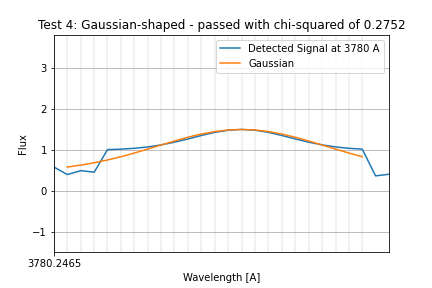 Test 4: Gaussian-shaped - passed with chi-squared of 0.2752
Detected Signal at 3780 A
Gaussian
3
2
1
0
−1
Flux
3780.2465
Wavelength [A]